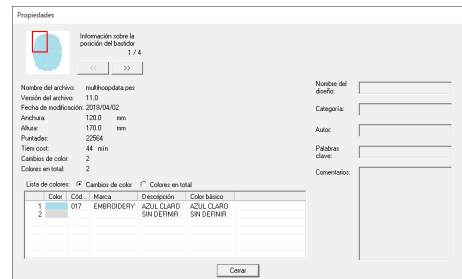 Propiedades
Información sobre la
posición del bastidor
1 / 4
<< >>
Nombre del archivo: multihoopdata.pes
Versión del archivo: 11.0
Fecha de modificación: 2018/04/02
Anchura: 120.0 mm
Altura: 170.0 mm
Puntadas: 22564
Tiem cost: 44 min
Cambios de color: 2
Colores en total: 2
Lista de colores: Cambios de color Colores en total
Color Cód... Marca Descripción Color básico
1 017 EMBROIDERY AZUL CLARO AZUL CLARO
2 SIN DEFINIR SIN DEFINIR
Nombre del
diseño:
Categoría:
Autor:
Palabras
clave:
Comentarios:
Cerrar